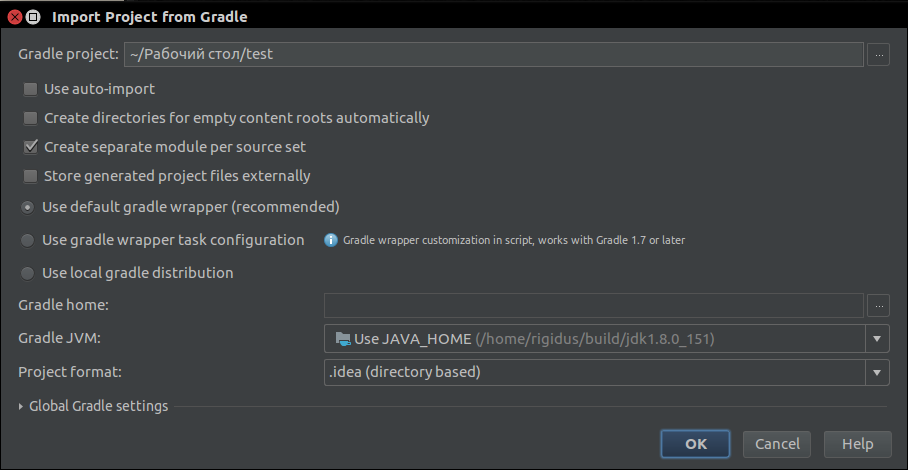 Import Project from Gradle
Gradle project: ~/Рабочий стол/test ...
Use auto-import
Create directories for empty content roots automatically
Create separate module per source set
Store generated project files externally
Use default gradle wrapper (recommended)
Use gradle wrapper task configuration Gradle wrapper customization in script, works with Gradle 1.7 or later
Use local gradle distribution
Gradle home: ...
Gradle JVM: Use JAVA_HOME (/home/rigidus/build/jdk1.8.0_151)
Project format: .idea (directory based)
Global Gradle settings
OK Cancel Help